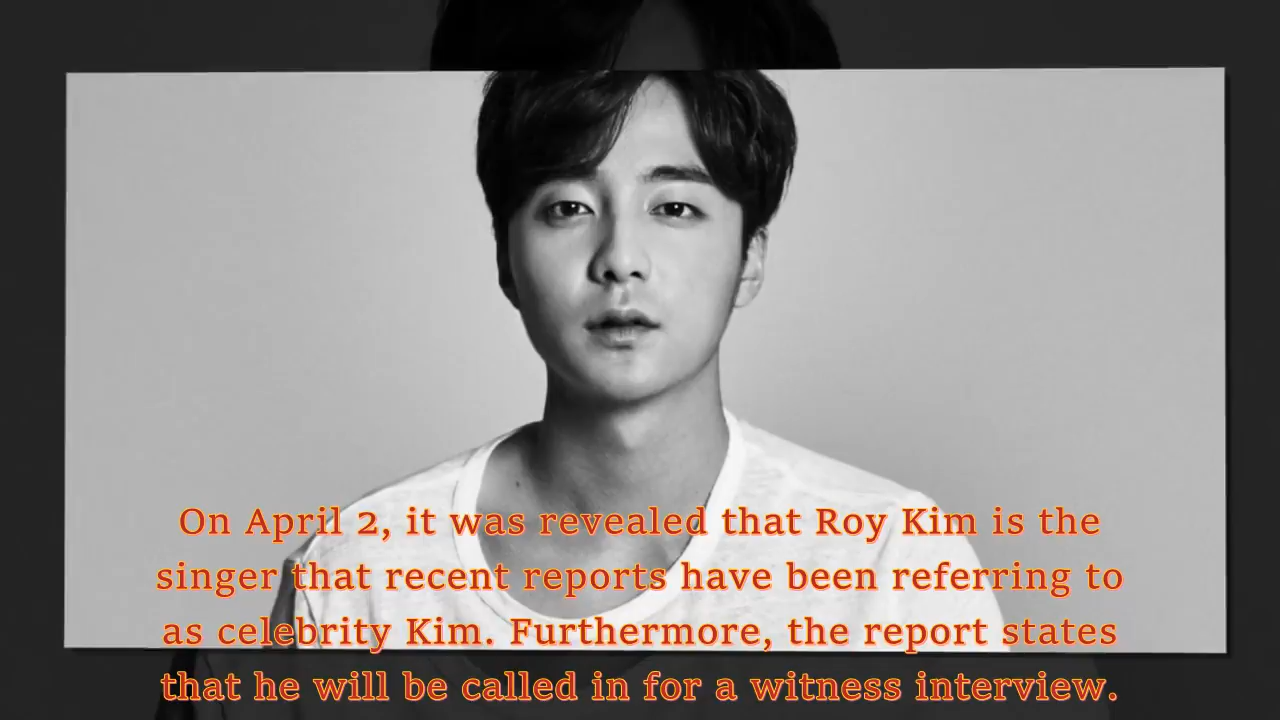 On April 2, it was revealed that Roy Kim is the
singer that recent reports have been referring to
as celebrity Kim. Furthermore, the report states
that he will be called in for a witness interview.